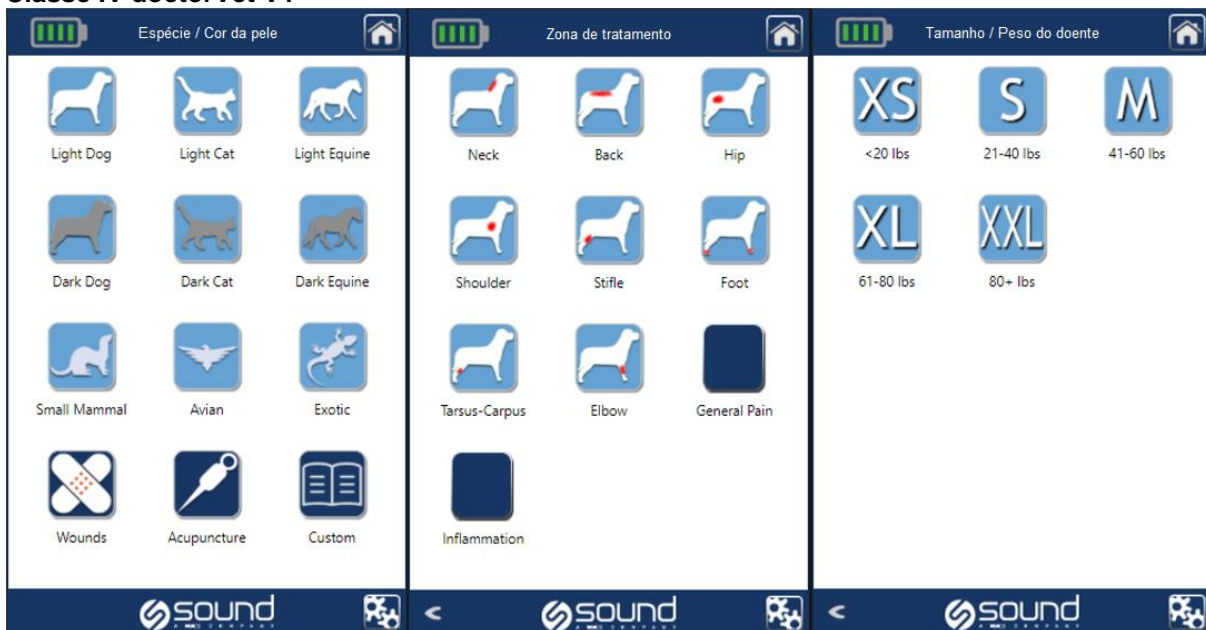 Espécie / Cor da pele
Light Dog
Light Cat
Light Equine
Dark Dog
Dark Cat
Dark Equine
Small Mammal
Avian
Exotic
Wounds
Acupuncture
Custom
sound
Zona de tratamento
Neck
Back
Hip
Shoulder
Stifle
Foot
Tarsus-Carpus
Elbow
General Pain
Inflammation
<
sound
Tamanho / Peso do doente
XS
S
M
<20 lbs
21-40 lbs
41-60 lbs
XL
XXL
61-80 lbs
80+ lbs
<
sound